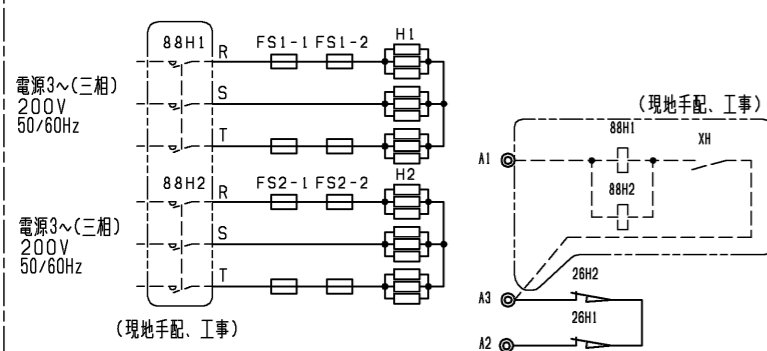 88H1
R
FS1-1 FS1-2
H1
電源3~(三相)
200V
50/60Hz
S
T
88H2
R
FS2-1 FS2-2
H2
電源3~(三相)
200V
50/60Hz
S
T
(現地手配、工事)
(現地手配、工事)
88H1
XH
A1
88H2
A3
26H2
26H1
A2